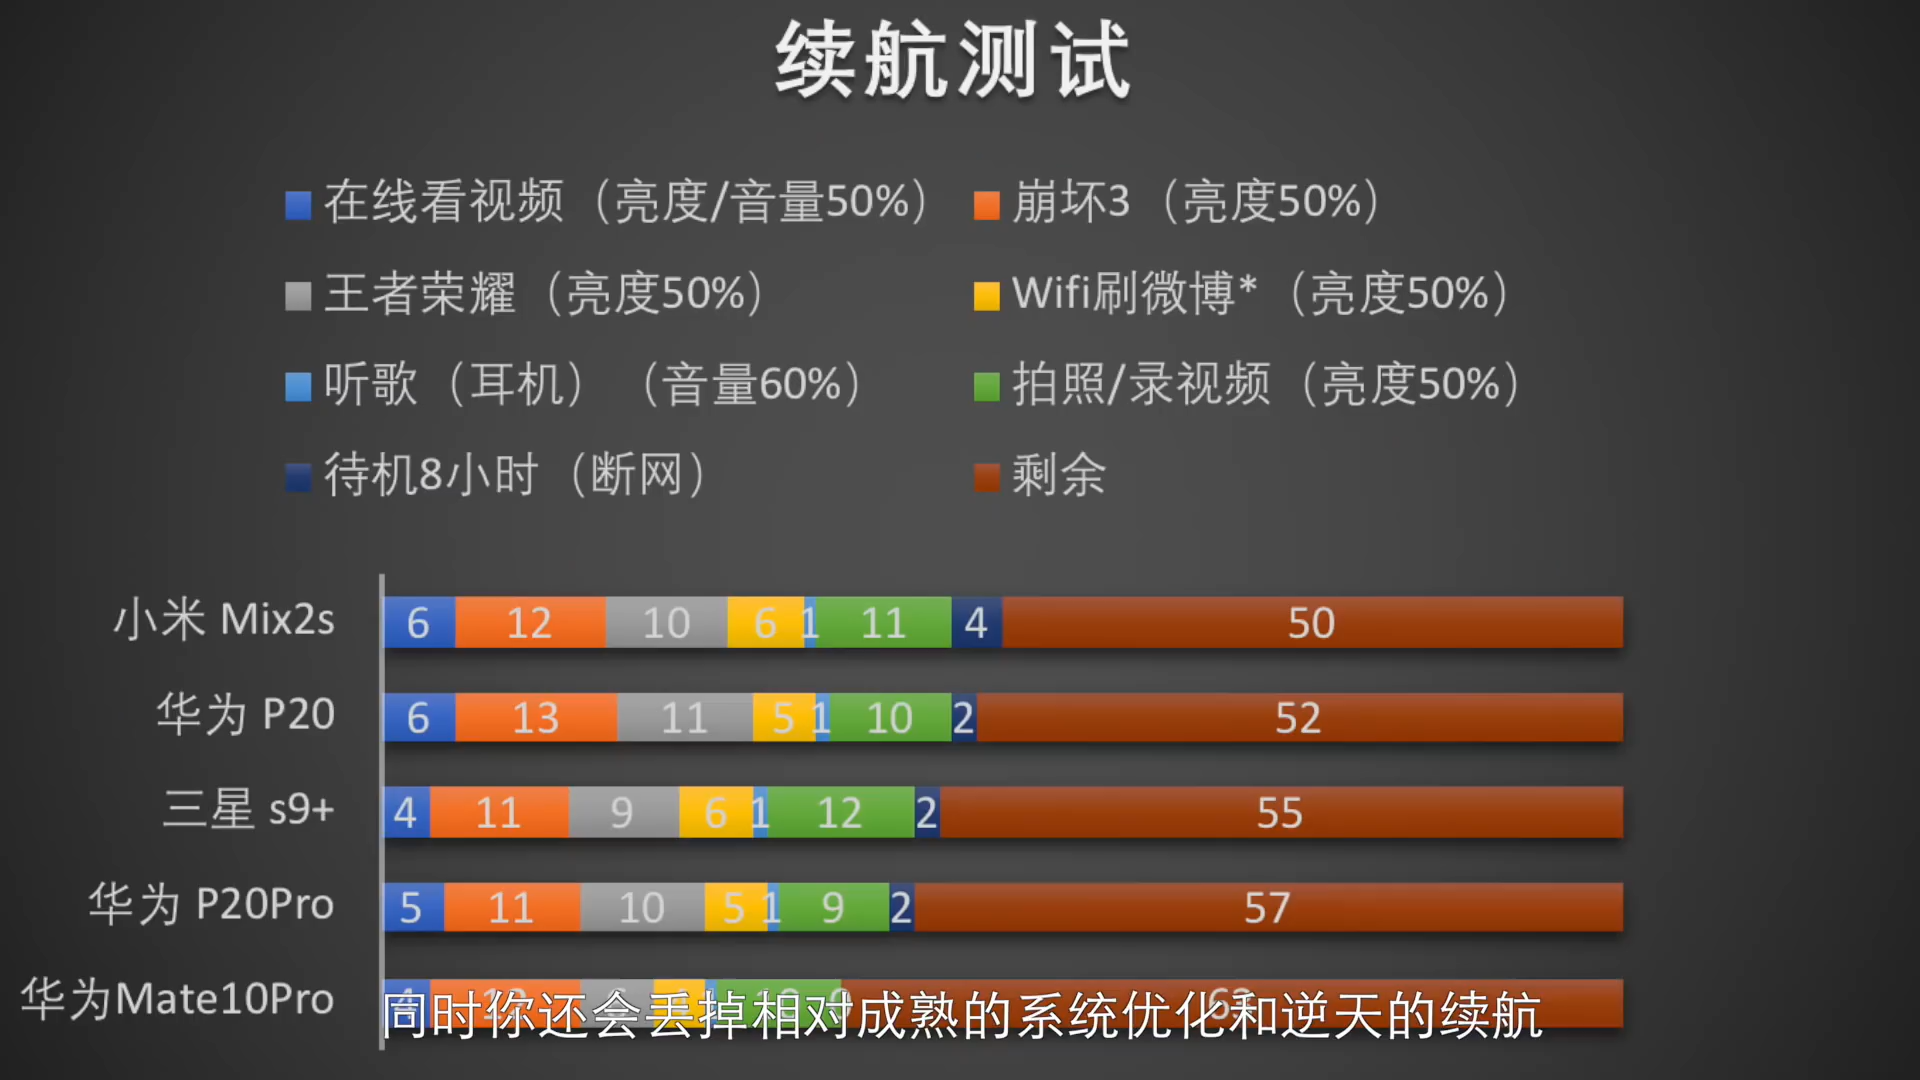 续航测试
在线看视频（亮度/音量50%） 崩坏3（亮度50%）
王者荣耀（亮度50%） Wifi刷微博*（亮度50%）
听歌（耳机）（音量60%） 拍照/录视频（亮度50%）
待机8小时（断网） 剩余
小米 Mix2s 6 12 10 6 1 11 4 50
华为 P20 6 13 11 5 1 10 2 52
三星 s9+ 4 11 9 6 1 12 2 55
华为 P20Pro 5 11 10 5 1 9 2 57
华为Mate10Pro
同时你还会丢掉相对成熟的系统优化和逆天的续航